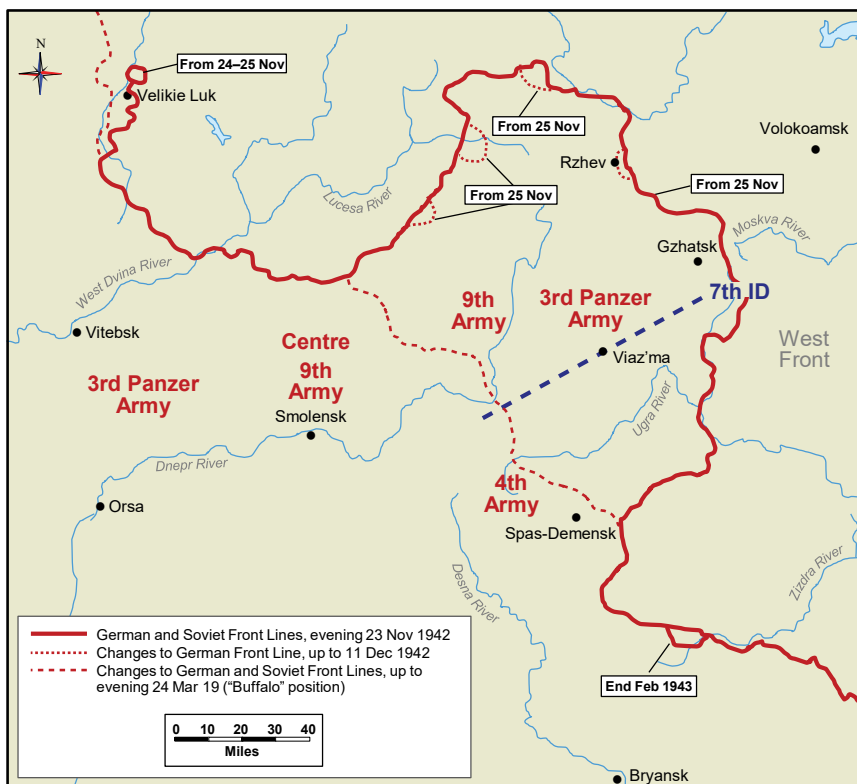 N
From 24–25 Nov
Velikie Luk
From 25 Nov
Volokoamsk
Rzhev
From 25 Nov
From 25 Nov
Lucesa River
Moskva River
Gzhatsk
West Dvina River
7th ID
9th
Army
3rd Panzer
Army
Vitebsk
Centre
9th
Army
West
Front
Viaz'ma
3rd Panzer
Army
Smolensk
Ugra River
Dnepr River
4th
Army
Orsa
Spas-Demensk
Desna River
Zizdra River
German and Soviet Front Lines, evening 23 Nov 1942
Changes to German Front Line, up to 11 Dec 1942
Changes to German and Soviet Front Lines, up to
evening 24 Mar 19 (“Buffalo” position)
End Feb 1943
0 10 20 30 40
Miles
Bryansk